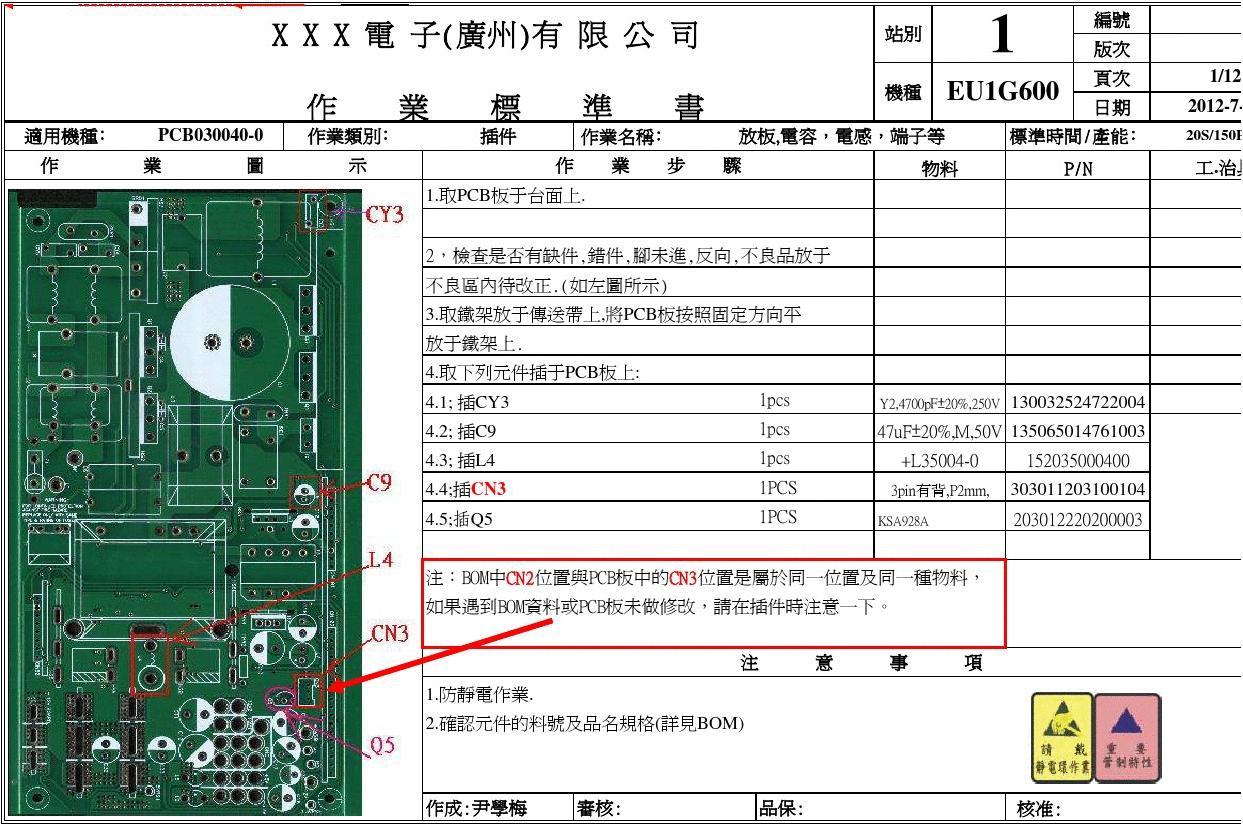 X X X 電 子(廣州)有 限 公 司
作 業 標 準 書
站別 1
編號
版次
機種 EU1G600
頁次 1/12
日期 2012-7-
適用機種: PCB030040-0 作業類別: 插件 作業名稱: 放板,電容，電感，端子等 標準時間/產能: 20S/150P
作 業 圖 示 作 業 步 驟 物料 P/N 工.治具
1.取PCB板于台面上.
2，檢查是否有缺件,錯件,腳未進,反向,不良品放于
不良區內待改正.(如左圖所示)
3.取鐵架放于傳送帶上,將PCB板按照固定方向平
放于鐵架上.
4.取下列元件插于PCB板上:
4.1; 插CY3 1pcs Y2,4700pF±20%,250V 130032524722004
4.2; 插C9 1pcs 47uF±20%,M,50V 135065014761003
4.3; 插L4 1pcs +L35004-0 152035000400
4.4;插CN3 1PCS 3pin有背,P2mm, 303011203100104
4.5;插Q5 1PCS KSA928A 203012220200003
注：BOM中CN2位置與PCB板中的CN3位置是屬於同一位置及同一種物料，
如果遇到BOM資料或PCB板未做修改，請在插件時注意一下。
注 意 事 項
1.防靜電作業.
2.確認元件的料號及品名規格(詳見BOM)
請 戴
靜電環作業
重 要
管制特性
CY3
C9
L4
CN3
Q5
作成:尹學梅 審核: 品保: 核准: